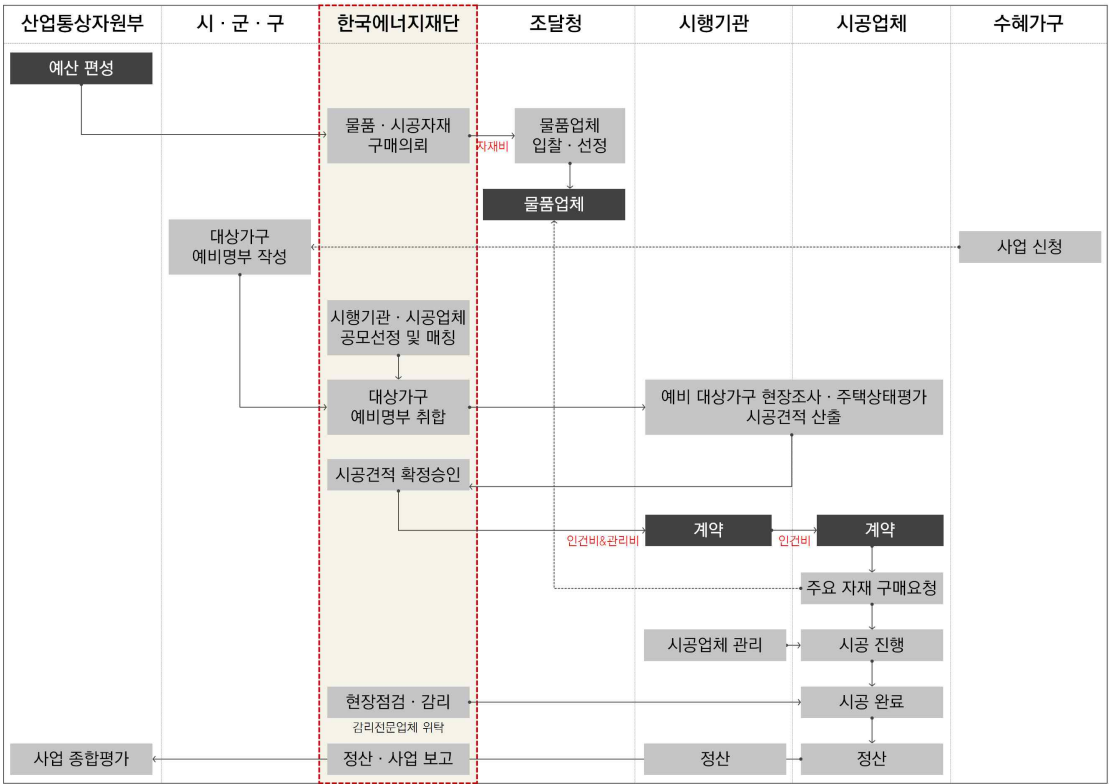 산업통상자원부
시 · 군 · 구
한국에너지재단
조달청
시행기관
시공업체
수혜가구
예산 편성
물품 · 시공자재
구매의뢰
자재비
물품업체
입찰 · 선정
물품업체
대상가구
예비명부 작성
사업 신청
시행기관 · 시공업체
공모선정 및 매칭
대상가구
예비명부 취합
예비 대상가구 현장조사 · 주택상태평가
시공견적 산출
시공견적 확정승인
인건비&관리비
계약
인건비
계약
주요 자재 구매요청
시공업체 관리
시공 진행
현장점검 · 감리
감리전문업체 위탁
시공 완료
사업 종합평가
정산 · 사업 보고
정산
정산